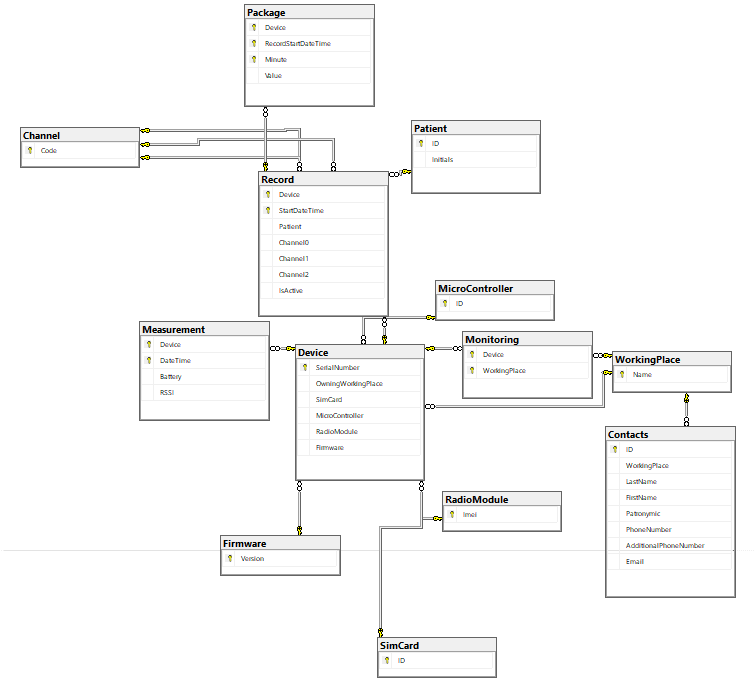 Package
Device
RecordStartDateTime
Minute
Value
Channel
Code
Patient
ID
Initials
Record
Device
StartDateTime
Patient
Channel0
Channel1
Channel2
IsActive
MicroController
ID
Measurement
Device
DateTime
Battery
RSSI
Device
SerialNumber
OwningWorkingPlace
SimCard
MicroController
RadioModule
Firmware
Monitoring
Device
WorkingPlace
WorkingPlace
Name
Contacts
ID
WorkingPlace
LastName
FirstName
Patronymic
PhoneNumber
AdditionalPhoneNumber
Email
RadioModule
Imei
Firmware
Version
SimCard
ID